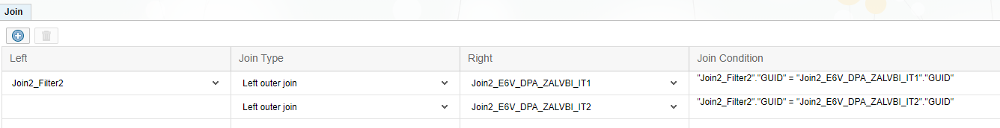 Join
Left Join Type Right Join Condition
Join2_Filter2 Left outer join Join2_E6V_DPA_ZALVBI_IT1 "Join2_Filter2"."GUID" = "Join2_E6V_DPA_ZALVBI_IT1"."GUID"
Left outer join Join2_E6V_DPA_ZALVBI_IT2 "Join2_Filter2"."GUID" = "Join2_E6V_DPA_ZALVBI_IT2"."GUID"